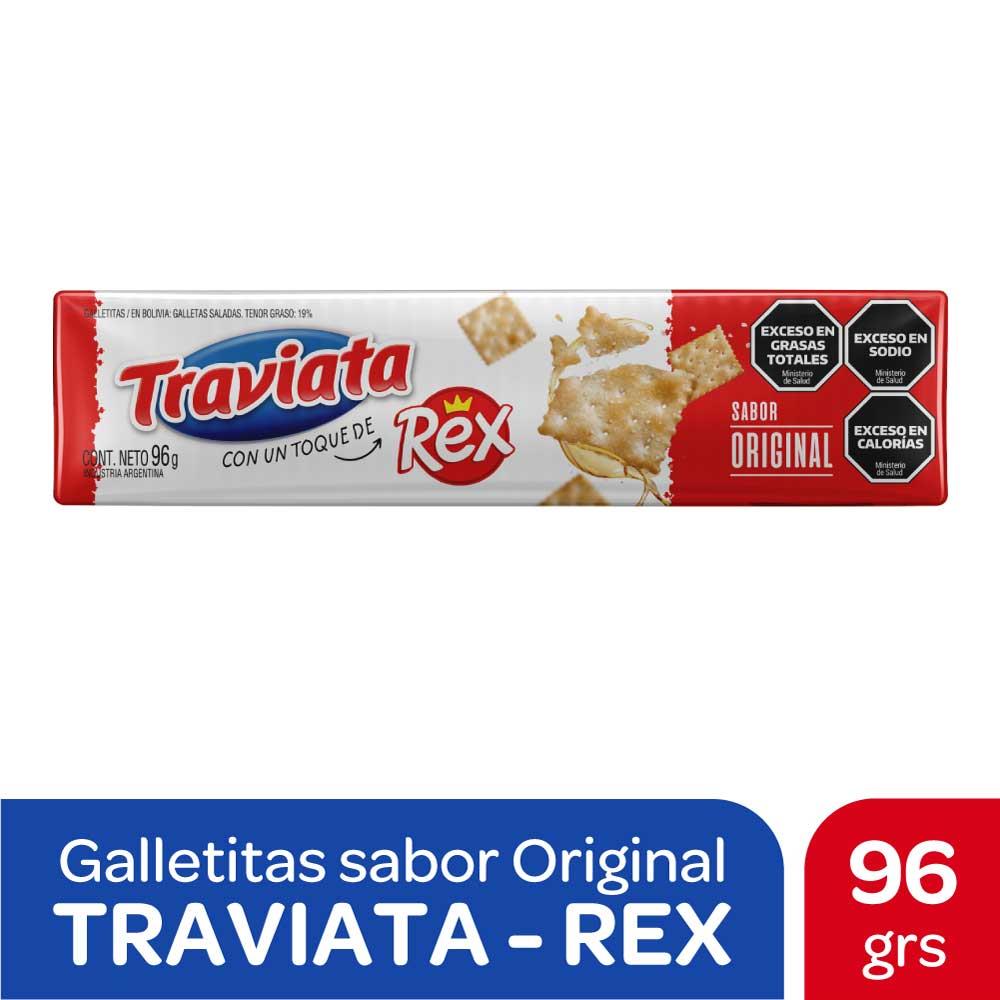 GALLETITAS / EN BOLIVIA: GALLETAS SALADAS. TENOR GRASO: 19%
Traviata
CON UN TOQUE DE
Rex
CONT. NETO 96g
INDUSTRIA ARGENTINA
SABOR
ORIGINAL
EXCESO EN
GRASAS
TOTALES
Ministerio
de Salud
EXCESO EN
SODIO
Ministerio
de Salud
EXCESO EN
CALORÍAS
Ministerio
de Salud
Galletitas sabor Original
TRAVIATA - REX
96
grs